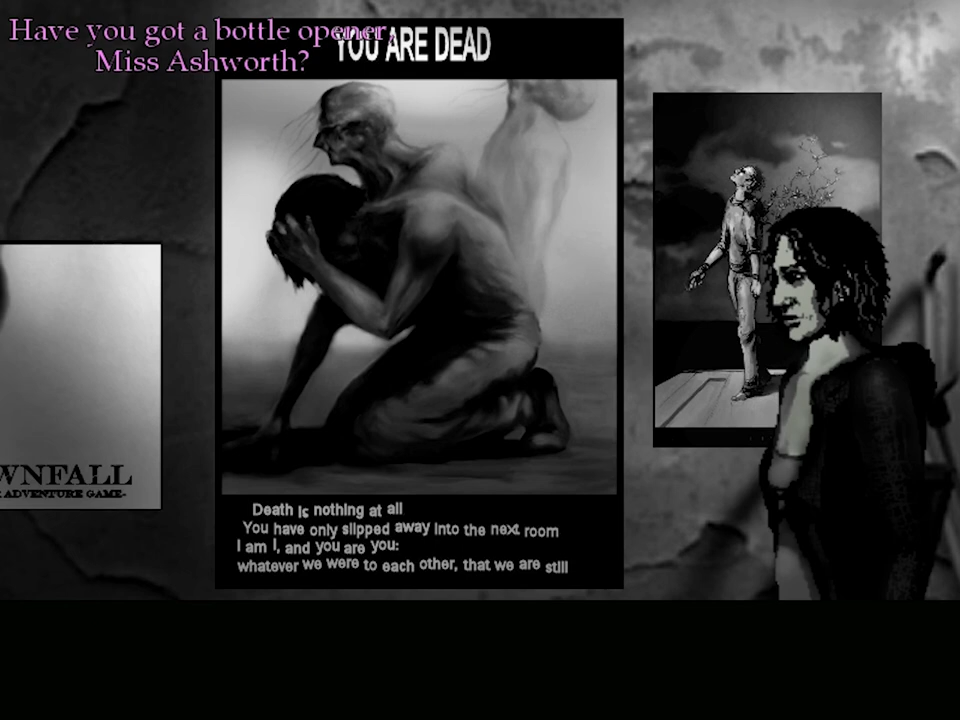 Have you got a bottle opener,
Miss Ashworth?
YOU ARE DEAD
WNFALL
ADVENTURE GAME-
Death is nothing at all
You have only slipped away into the next room
I am I, and you are you:
whatever we were to each other, that we are still